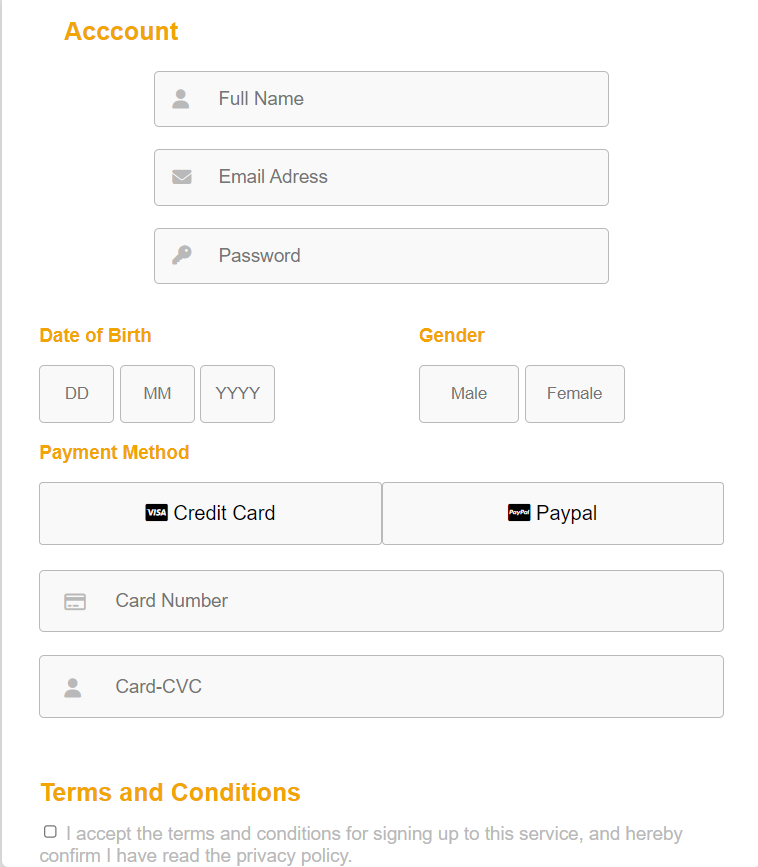 Acccount
Full Name
Email Adress
Password
Date of Birth
Gender
DD MM YYYY
Male Female
Payment Method
VISA Credit Card
PayPal Paypal
Card Number
Card-CVC
Terms and Conditions
I accept the terms and conditions for signing up to this service, and hereby
confirm I have read the privacy policy.